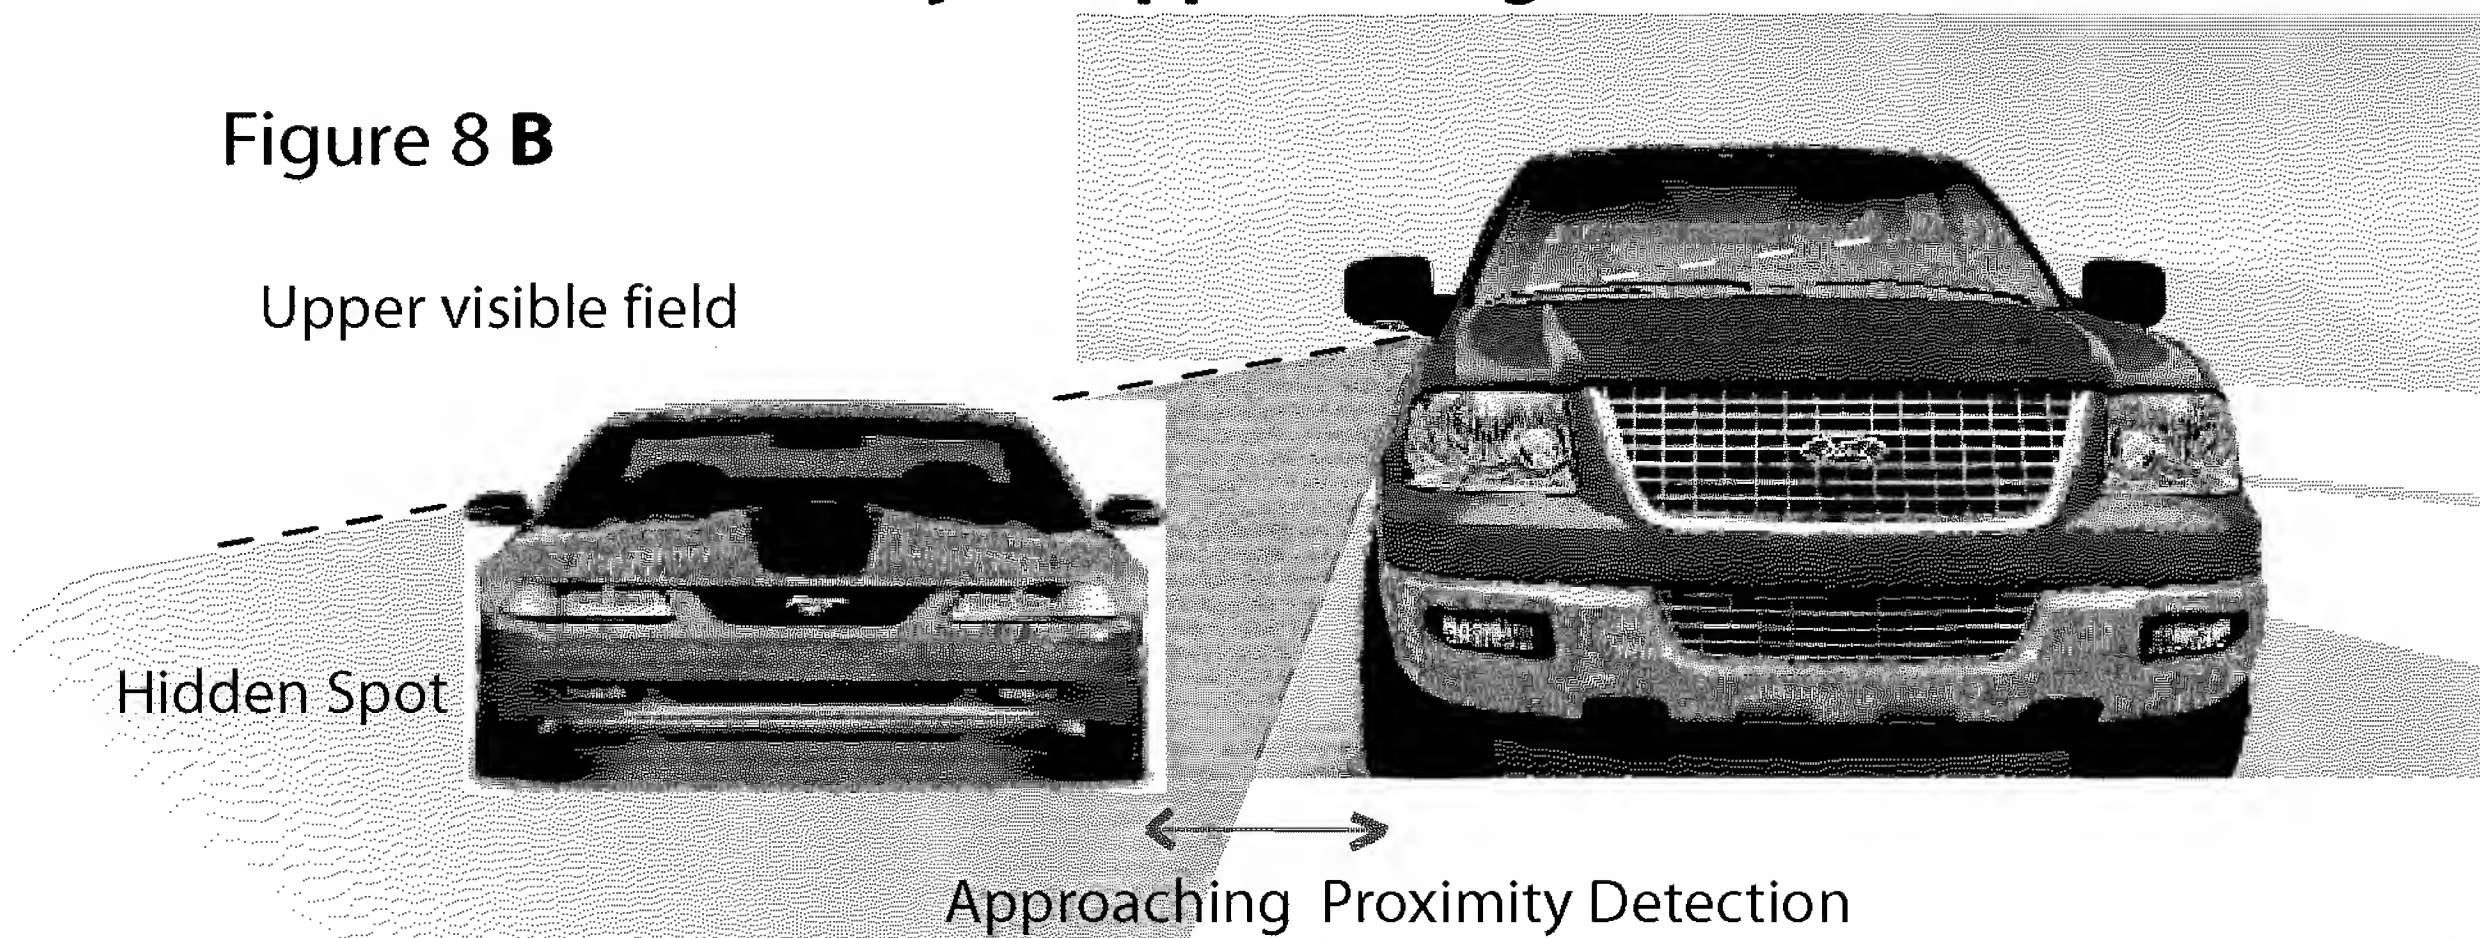 Figure 8 B
Upper visible field
Hidden Spot
Approaching Proximity Detection